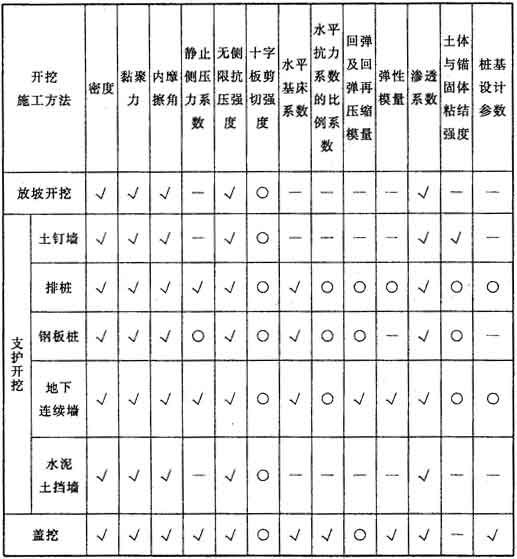 开挖施工方法 密度 黏聚力 内摩擦角 静止侧压力系数 无侧限抗压强度 十字板剪切强度 水平基床系数 水平抗力系数的比例系数 回弹及回弹再压缩模量 弹性模量 渗透系数 土体与锚固体粘结强度 桩基设计参数
放坡开挖 √ √ √ — √ ○ — — — — √ — —
支护开挖
土钉墙 √ √ √ — √ ○ — — — — √ √ —
排桩 √ √ √ √ √ ○ √ ○ ○ ○ √ ○ ○
钢板桩 √ √ √ ○ √ ○ √ ○ ○ — √ ○ —
地下连续墙 √ √ √ √ √ ○ √ ○ √ √ √ ○ ○
水泥土挡墙 √ √ √ — √ ○ — — — — √ — —
盖挖 √ √ √ √ √ ○ √ √ ○ √ √ — √